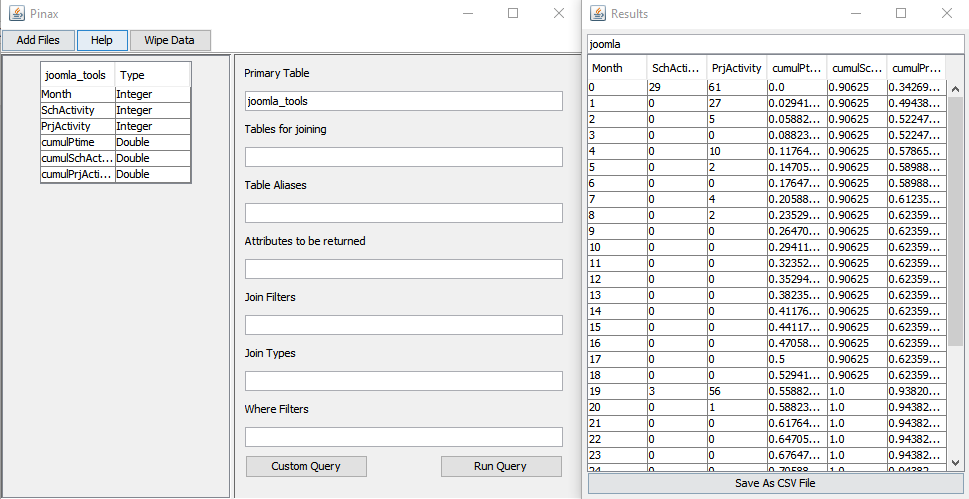 Pinax
Add Files Help Wipe Data
joomla_tools Type
Month Integer
SchActivity Integer
PrjActivity Integer
cumulPtime Double
cumulSchAct... Double
cumulPrjActi... Double
Primary Table
joomla_tools
Tables for joining
Table Aliases
Attributes to be returned
Join Filters
Join Types
Where Filters
Custom Query Run Query
Results
joomla
Month SchActi... PrjActivity cumulPt... cumulSc... cumulPr...
0 29 61 0.0 0.90625 0.34269...
1 0 27 0.02941... 0.90625 0.49438...
2 0 5 0.05882... 0.90625 0.52247...
3 0 0 0.08823... 0.90625 0.52247...
4 0 10 0.11764... 0.90625 0.57865...
5 0 2 0.14705... 0.90625 0.58988...
6 0 0 0.17647... 0.90625 0.58988...
7 0 4 0.20588... 0.90625 0.61235...
8 0 2 0.23529... 0.90625 0.62359...
9 0 0 0.26470... 0.90625 0.62359...
10 0 0 0.29411... 0.90625 0.62359...
11 0 0 0.32352... 0.90625 0.62359...
12 0 0 0.35294... 0.90625 0.62359...
13 0 0 0.38235... 0.90625 0.62359...
14 0 0 0.41176... 0.90625 0.62359...
15 0 0 0.44117... 0.90625 0.62359...
16 0 0 0.47058... 0.90625 0.62359...
17 0 0 0.5 0.90625 0.62359...
18 0 0 0.52941... 0.90625 0.62359...
19 3 56 0.55882... 1.0 0.93820...
20 0 1 0.58823... 1.0 0.94382...
21 0 0 0.61764... 1.0 0.94382...
22 0 0 0.64705... 1.0 0.94382...
23 0 0 0.67647... 1.0 0.94382...
24 0 0 0.70588... 1.0 0.94382...
Save As CSV File